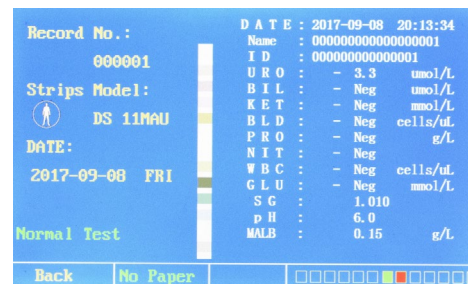 Record No.:
000001
Strips Model:
DS 11MAU
DATE:
2017-09-08 FRI
Normal Test
DATE : 2017-09-08 20:13:34
Name : 000000000000000001
ID : 000000000000001
URO : - 3.3 umol/L
BIL : - Neg umol/L
KET : - Neg mmol/L
BLD : - Neg cells/uL
PRO : - Neg g/L
NIT : - Neg
WBC : - Neg cells/uL
GLU : - Neg mmol/L
SG : 1.010
pH : 6.0
MALB : 0.15 g/L
Back No Paper